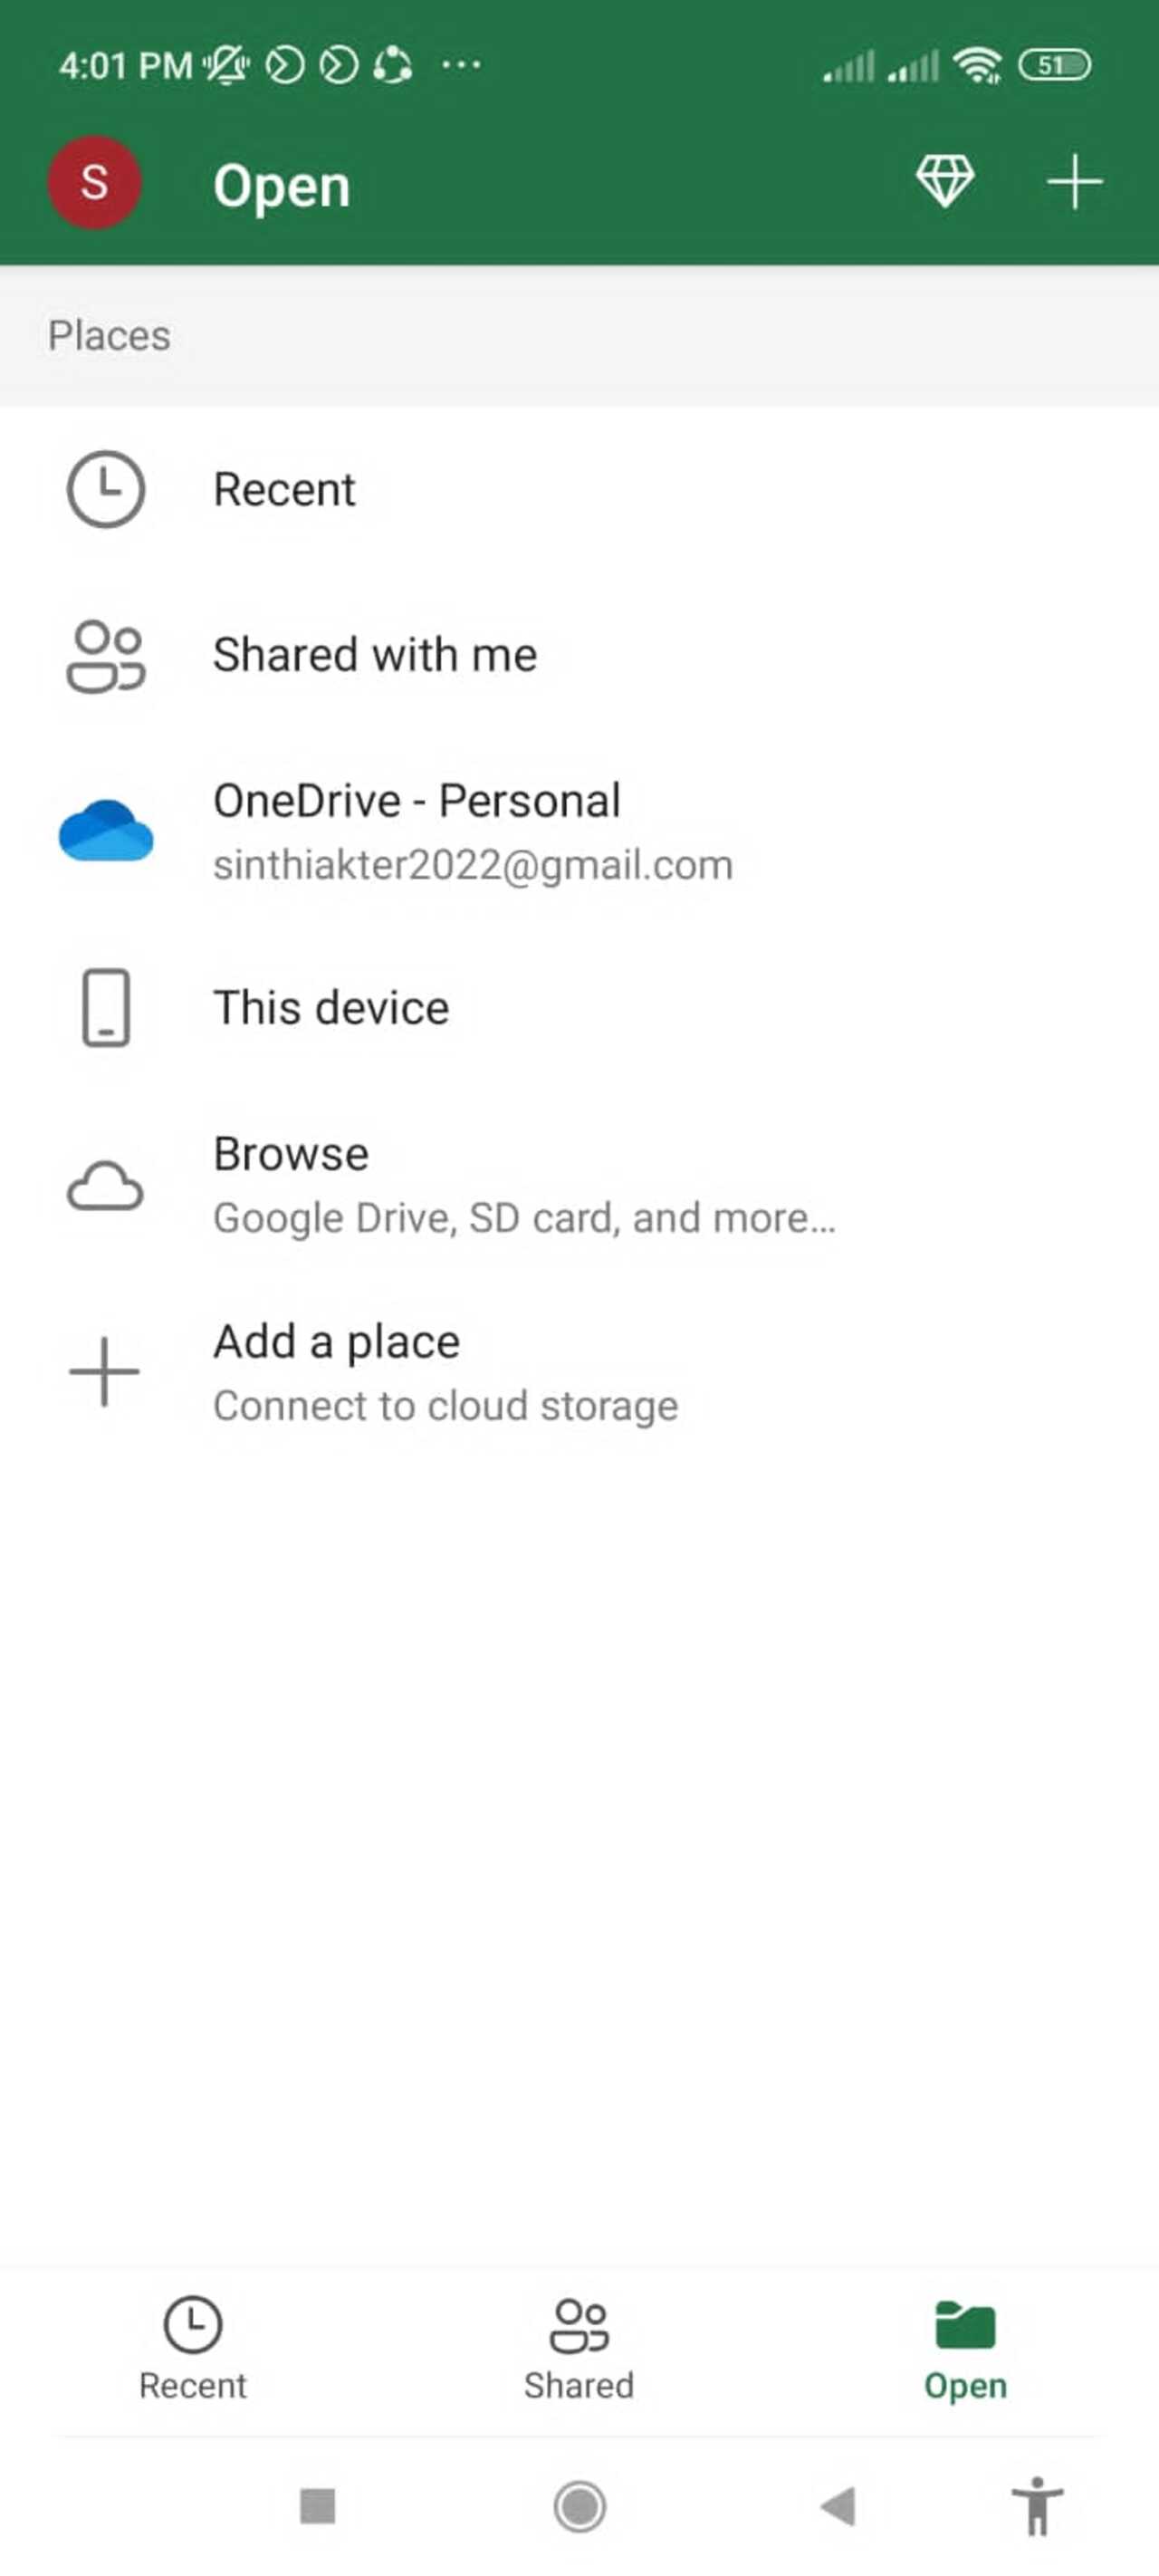 4:01 PM
51
S
Open
Places
Recent
Shared with me
OneDrive - Personal
sinthiakter2022@gmail.com
This device
Browse
Google Drive, SD card, and more...
Add a place
Connect to cloud storage
Recent
Shared
Open